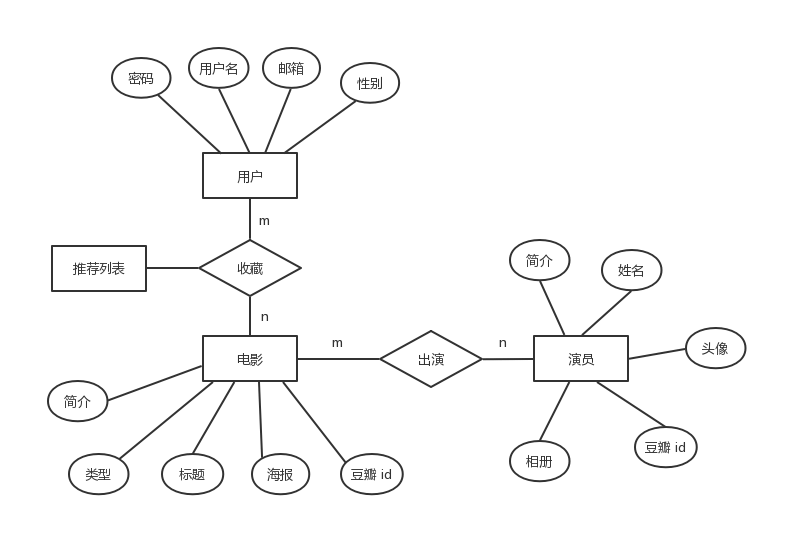 密码
用户名
邮箱
性别
用户
m
推荐列表
收藏
n
简介
姓名
电影
m
出演
n
演员
头像
简介
类型
标题
海报
豆瓣 id
相册
豆瓣 id